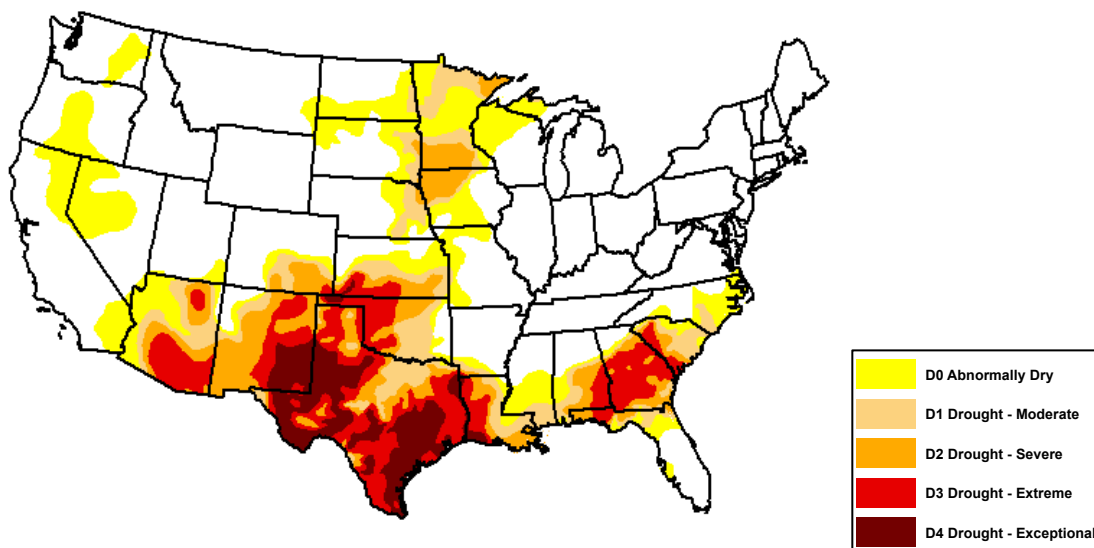 D0 Abnormally Dry
D1 Drought - Moderate
D2 Drought - Severe
D3 Drought - Extreme
D4 Drought - Exceptional